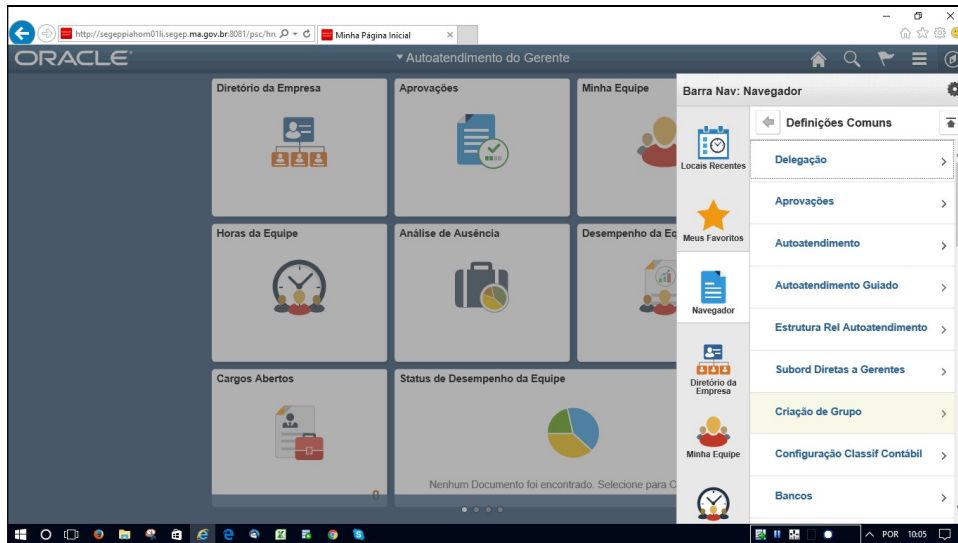 http://segeppiahom01li.segep.ma.gov.br:8081/psc/hn
Minha Página Inicial
ORACLE
Autoatendimento do Gerente
Diretório da Empresa
Aprovações
Minha Equipe
Horas da Equipe
Análise de Ausência
Desempenho da Eq
Cargos Abertos
0
Status de Desempenho da Equipe
Nenhum Documento foi encontrado. Selecione para C
Barra Nav: Navegador
Locais Recentes
Meus Favoritos
Navegador
Diretório da
Empresa
Minha Equipe
Definições Comuns
Delegação
Aprovações
Autoatendimento
Autoatendimento Guiado
Estrutura Rel Autoatendimento
Subord Diretas a Gerentes
Criação de Grupo
Configuração Classif Contábil
Bancos
POR 10:05